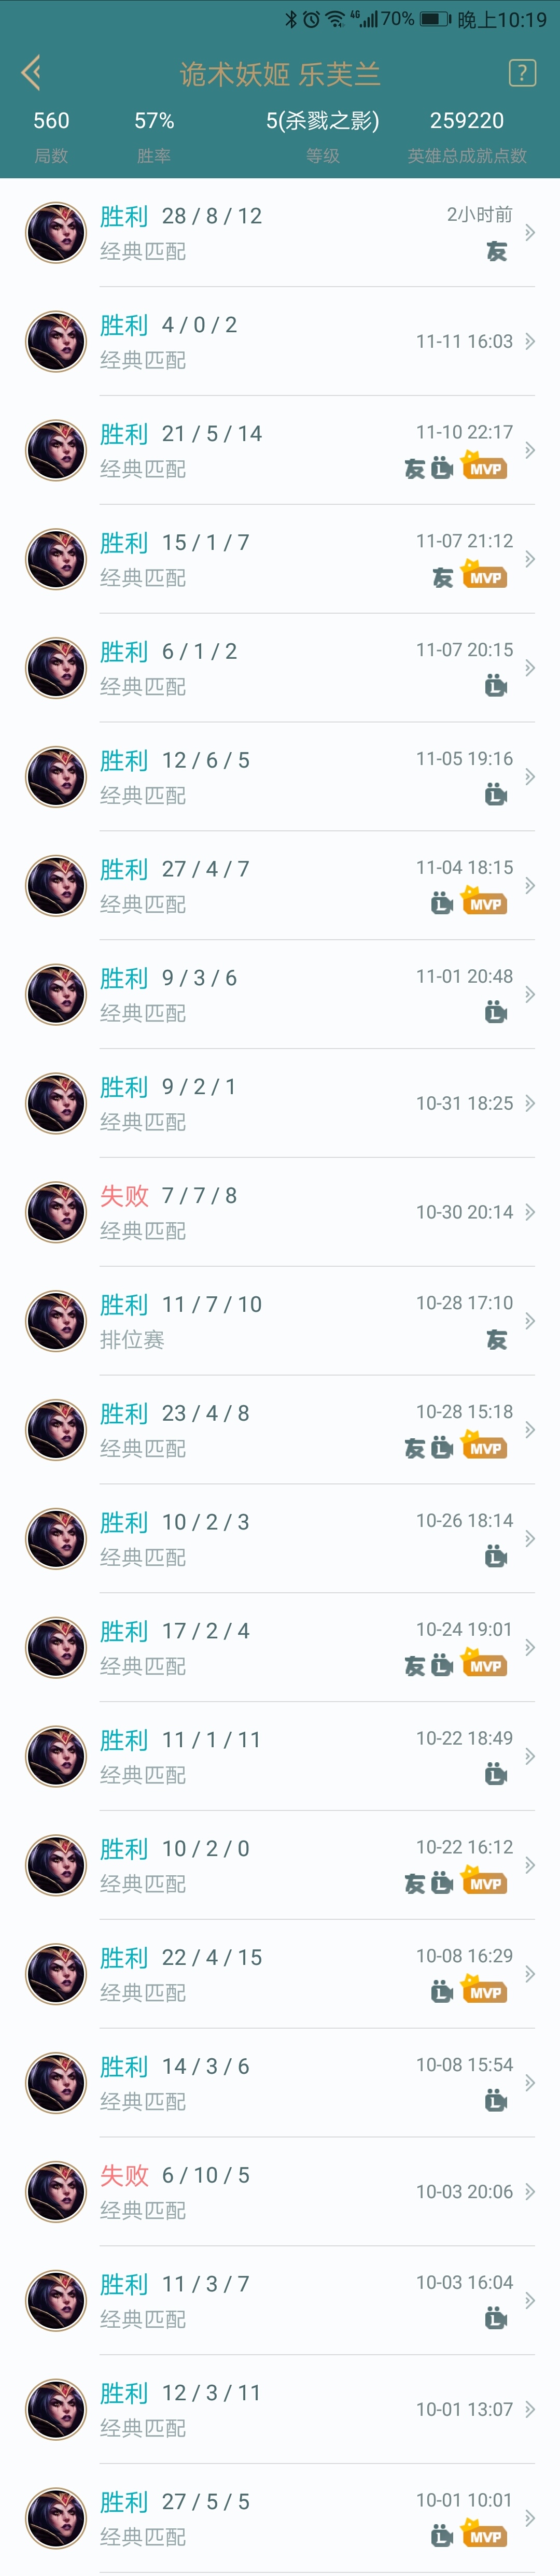 4G 70% 晚上10:19
诡术妖姬 乐芙兰 ?
560 57% 5(杀戮之影) 259220
局数 胜率 等级 英雄总成就点数
胜利 28 / 8 / 12 2小时前
经典匹配 友
胜利 4 / 0 / 2 11-11 16:03
经典匹配
胜利 21 / 5 / 14 11-10 22:17
经典匹配 友 L MVP
胜利 15 / 1 / 7 11-07 21:12
经典匹配 友 MVP
胜利 6 / 1 / 2 11-07 20:15
经典匹配 L
胜利 12 / 6 / 5 11-05 19:16
经典匹配 L
胜利 27 / 4 / 7 11-04 18:15
经典匹配 L MVP
胜利 9 / 3 / 6 11-01 20:48
经典匹配 L
胜利 9 / 2 / 1 10-31 18:25
经典匹配
失败 7 / 7 / 8 10-30 20:14
经典匹配
胜利 11 / 7 / 10 10-28 17:10
排位赛 友
胜利 23 / 4 / 8 10-28 15:18
经典匹配 友 L MVP
胜利 10 / 2 / 3 10-26 18:14
经典匹配 L
胜利 17 / 2 / 4 10-24 19:01
经典匹配 友 L MVP
胜利 11 / 1 / 11 10-22 18:49
经典匹配 L
胜利 10 / 2 / 0 10-22 16:12
经典匹配 友 L MVP
胜利 22 / 4 / 15 10-08 16:29
经典匹配 L MVP
胜利 14 / 3 / 6 10-08 15:54
经典匹配 L
失败 6 / 10 / 5 10-03 20:06
经典匹配
胜利 11 / 3 / 7 10-03 16:04
经典匹配 L
胜利 12 / 3 / 11 10-01 13:07
经典匹配
胜利 27 / 5 / 5 10-01 10:01
经典匹配 L MVP